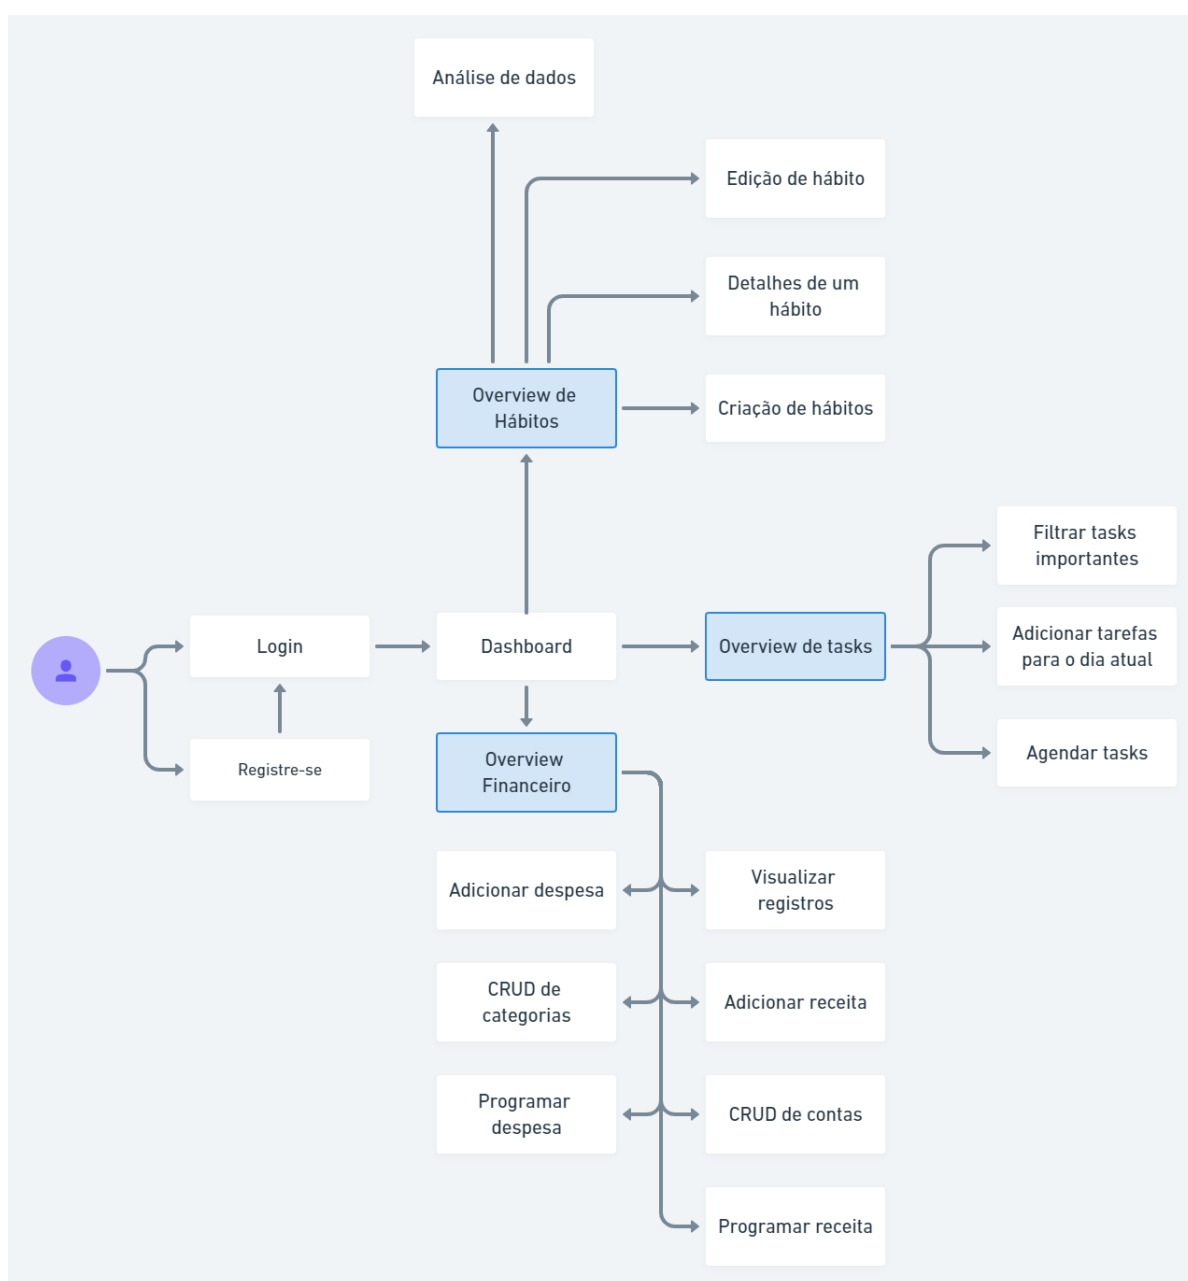 Análise de dados
Edição de hábito
Detalhes de um
hábito
Overview de
Hábitos
Criação de hábitos
Filtrar tasks
importantes
Login
Dashboard
Overview de tasks
Adicionar tarefas
para o dia atual
Registre-se
Overview
Financeiro
Agendar tasks
Adicionar despesa
Visualizar
registros
CRUD de
categorias
Adicionar receita
Programar
despesa
CRUD de contas
Programar receita